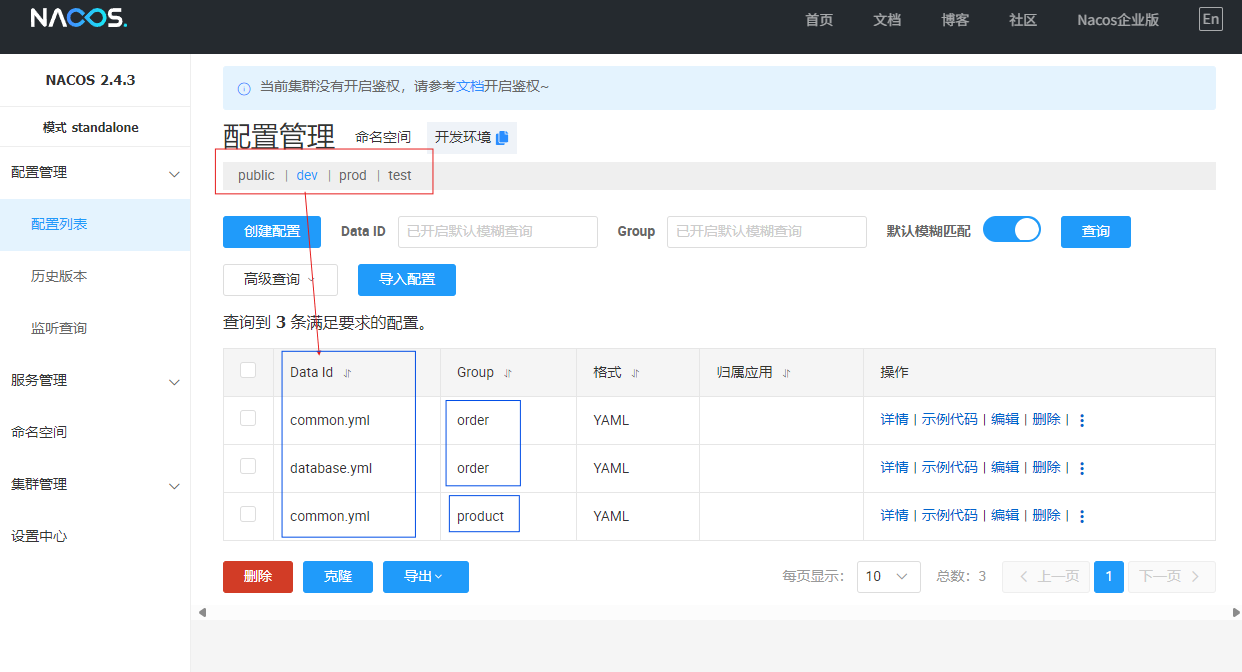 NACOS.
首页 文档 博客 社区 Nacos企业版 En
NACOS 2.4.3
模式 standalone
配置管理
配置列表
历史版本
监听查询
服务管理
命名空间
集群管理
设置中心
当前集群没有开启鉴权，请参考文档开启鉴权~
配置管理 命名空间 开发环境
public | dev | prod | test
创建配置 Data ID 已开启默认模糊查询 Group 已开启默认模糊查询 默认模糊匹配 查询
高级查询 导入配置
查询到 3 条满足要求的配置。
Data Id Group 格式 归属应用 操作
common.yml order YAML 详情 | 示例代码 | 编辑 | 删除 |
database.yml order YAML 详情 | 示例代码 | 编辑 | 删除 |
common.yml product YAML 详情 | 示例代码 | 编辑 | 删除 |
删除 克隆 导出 每页显示： 10 总数：3 上一页 1 下一页